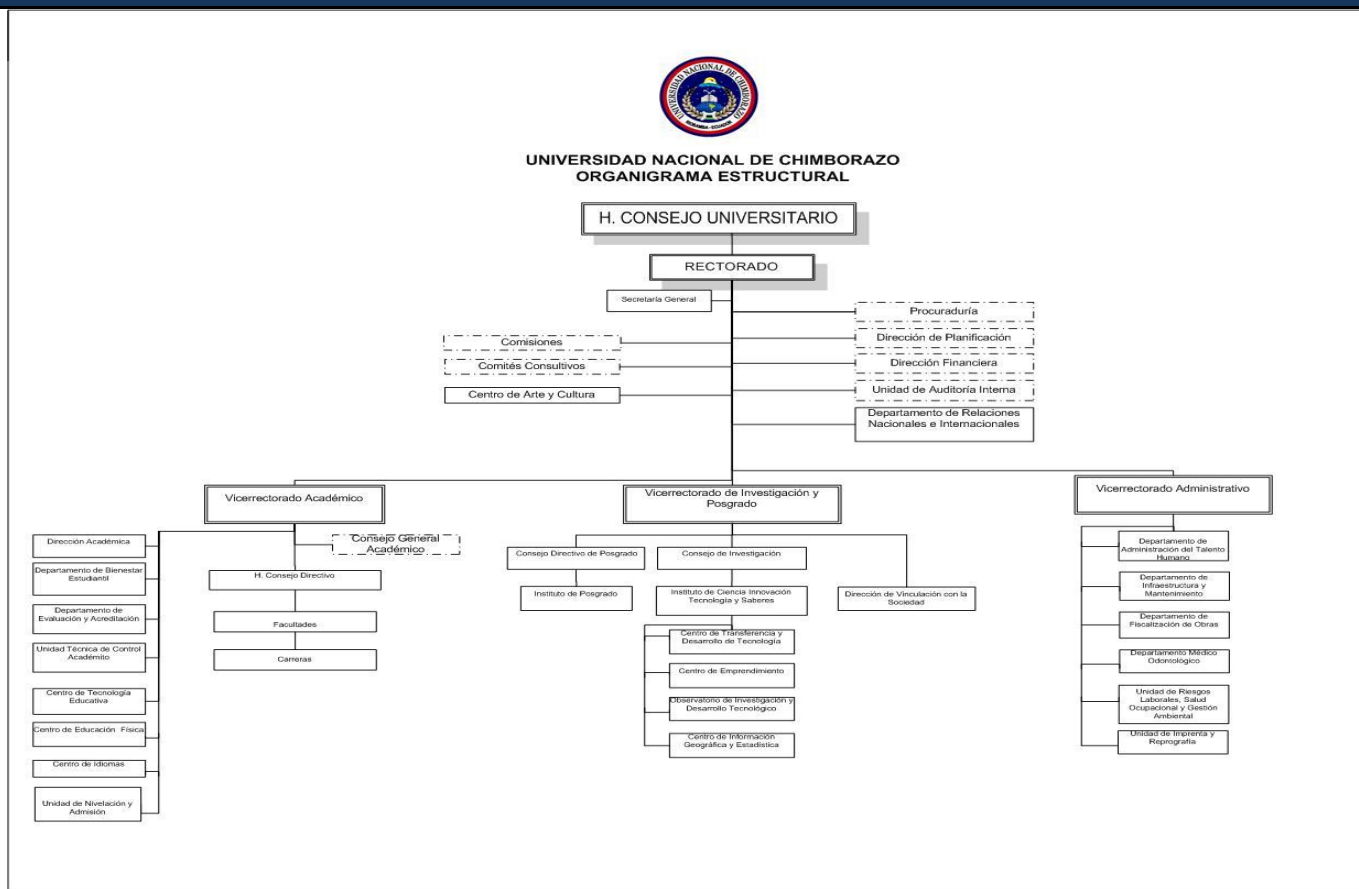 UNIVERSIDAD NACIONAL DE CHIMBORAZO
RIOBAMBA - ECUADOR
UNIVERSIDAD NACIONAL DE CHIMBORAZO
ORGANIGRAMA ESTRUCTURAL
H. CONSEJO UNIVERSITARIO
RECTORADO
Secretaría General
Procuraduría
Comisiones
Dirección de Planificación
Comités Consultivos
Dirección Financiera
Centro de Arte y Cultura
Unidad de Auditoría Interna
Departamento de Relaciones
Nacionales e Internacionales
Vicerrectorado Académico
Vicerrectorado de Investigación y
Posgrado
Vicerrectorado Administrativo
Dirección Académica
Departamento de Bienestar
Estudiantil
Departamento de
Evaluación y Acreditación
Unidad Técnica de Control
Académito
Centro de Tecnología
Educativa
Centro de Educación Física
Centro de Idiomas
Unidad de Nivelación y
Admisión
Consejo General
Académico
H. Consejo Directivo
Facultades
Carreras
Consejo Directivo de Posgrado
Instituto de Posgrado
Consejo de Investigación
Instituto de Ciencia Innovación
Tecnología y Saberes
Centro de Transferencia y
Desarrollo de Tecnología
Centro de Emprendimiento
Observatorio de Investigación y
Desarrollo Tecnológico
Centro de Información
Geográfica y Estadística
Dirección de Vinculación con la
Sociedad
Departamento de
Administración del Talento
Humano
Departamento de
Infraestructura y
Mantenimiento
Departamento de
Fiscalización de Obras
Departamento Médico
Odontológico
Unidad de Riesgos
Laborales, Salud
Ocupacional y Gestión
Ambiental
Unidad de Imprenta y
Reprografía